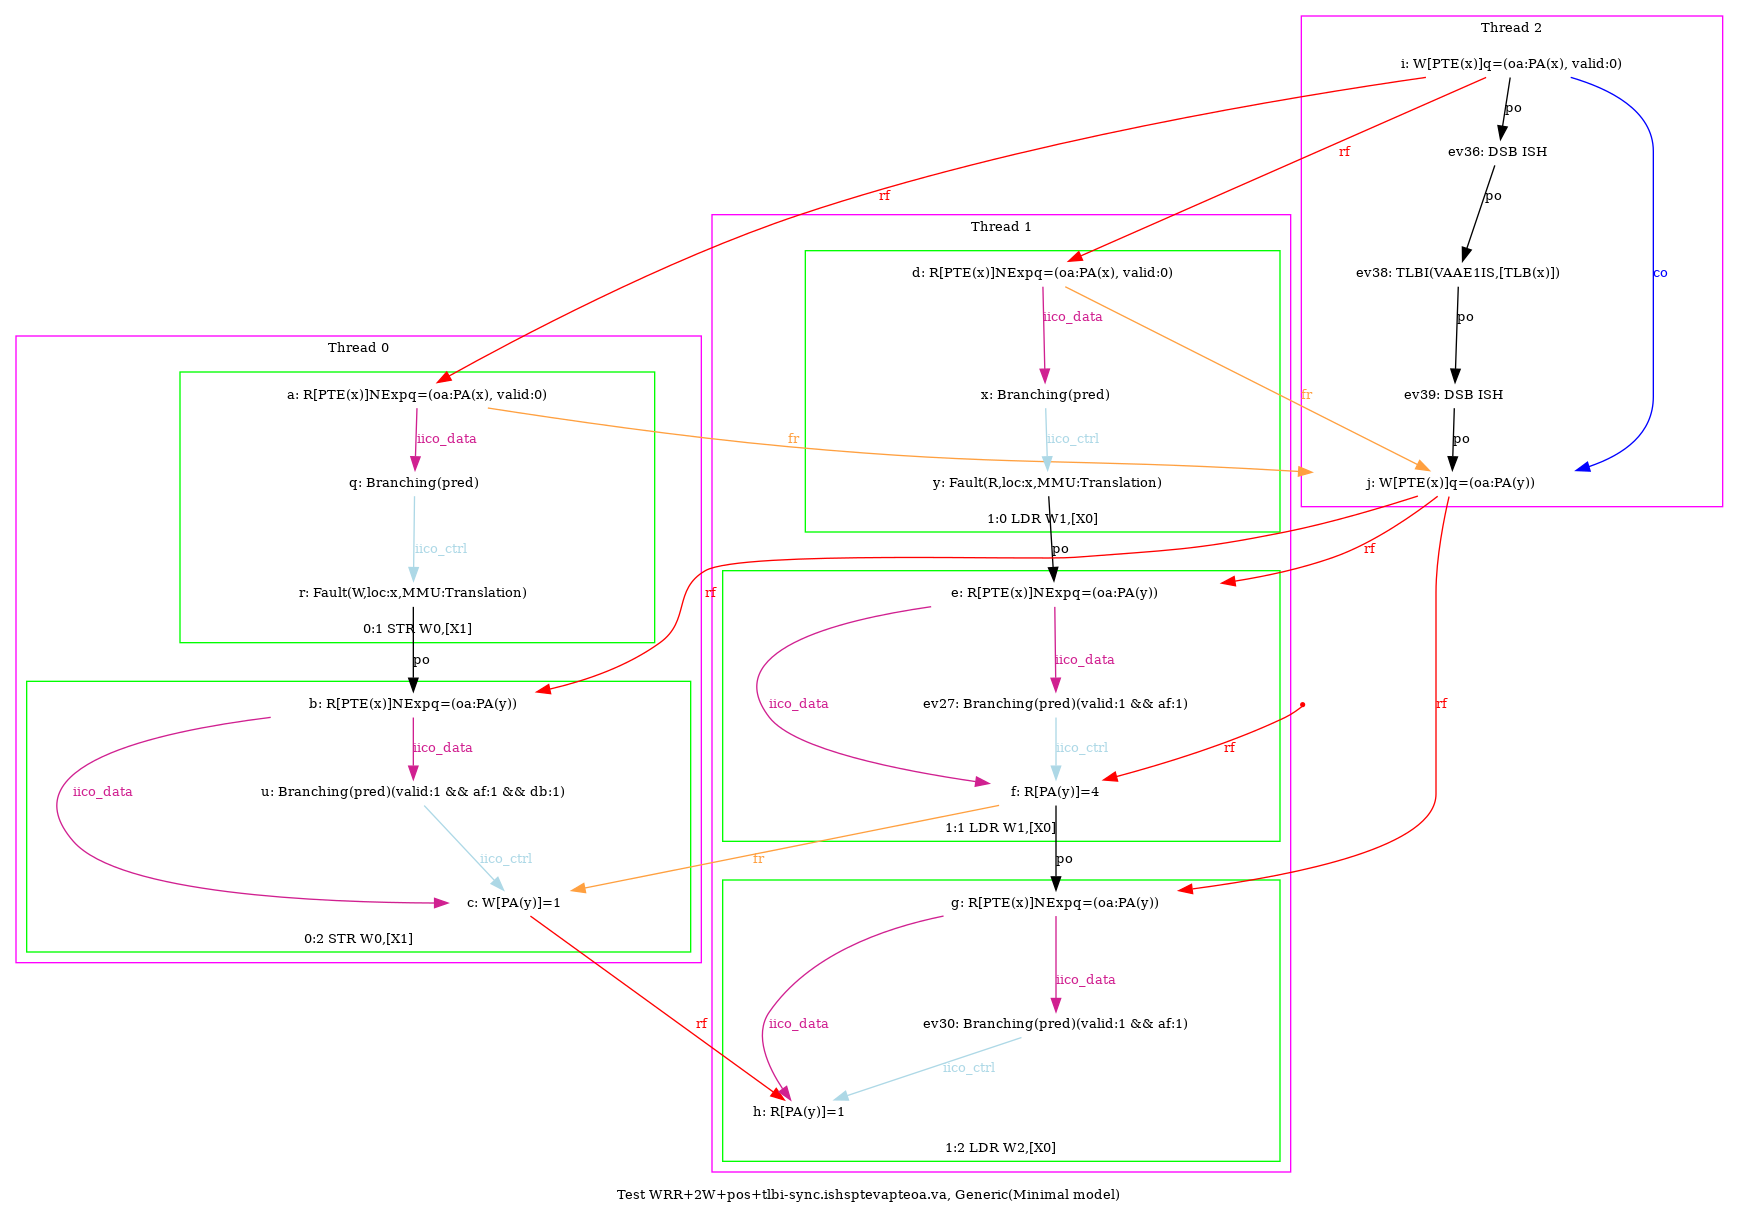 Thread 2
i: W[PTE(x)]q=(oa:PA(x), valid:0)
po
ev36: DSB ISH
rf
rf
po
ev38: TLBI(VAAE1IS,[TLB(x)])
co
po
ev39: DSB ISH
po
j: W[PTE(x)]q=(oa:PA(y))
Thread 1
d: R[PTE(x)]NExpq=(oa:PA(x), valid:0)
iico_data
x: Branching(pred)
fr
iico_ctrl
y: Fault(R,loc:x,MMU:Translation)
1:0 LDR W1,[X0]
po
rf
e: R[PTE(x)]NExpq=(oa:PA(y))
iico_data
ev27: Branching(pred)(valid:1 && af:1)
iico_data
rf
iico_ctrl
rf
f: R[PA(y)]=4
1:1 LDR W1,[X0]
po
g: R[PTE(x)]NExpq=(oa:PA(y))
iico_data
ev30: Branching(pred)(valid:1 && af:1)
iico_data
iico_ctrl
h: R[PA(y)]=1
1:2 LDR W2,[X0]
Thread 0
a: R[PTE(x)]NExpq=(oa:PA(x), valid:0)
iico_data
fr
q: Branching(pred)
iico_ctrl
r: Fault(W,loc:x,MMU:Translation)
rf
0:1 STR W0,[X1]
po
b: R[PTE(x)]NExpq=(oa:PA(y))
iico_data
iico_data
u: Branching(pred)(valid:1 && af:1 && db:1)
iico_ctrl
fr
c: W[PA(y)]=1
0:2 STR W0,[X1]
rf
Test WRR+2W+pos+tlbi-sync.ishsptevapteoa.va, Generic(Minimal model)